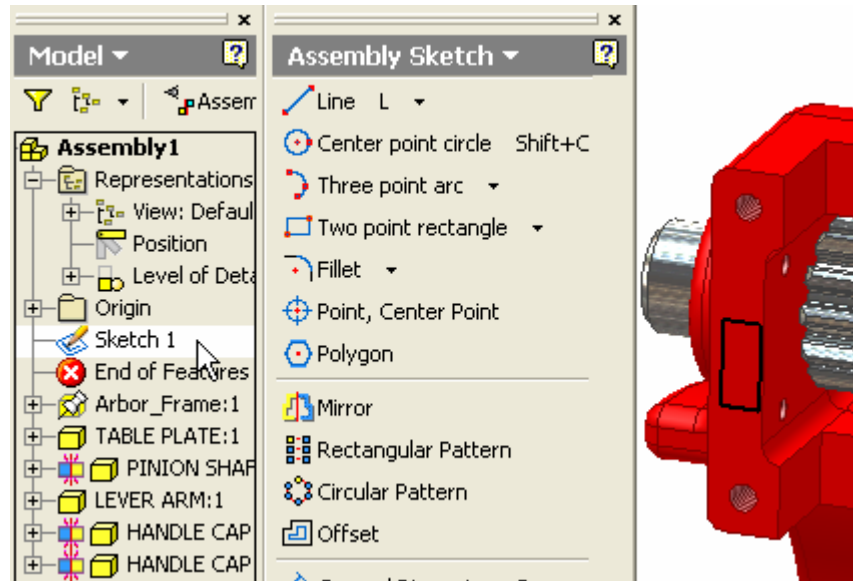 Model
Assem
Assembly1
Representations
View: Defaul
Position
Level of Deta
Origin
Sketch 1
End of Features
Arbor_Frame:1
TABLE PLATE:1
PINION SHAF
LEVER ARM:1
HANDLE CAP
HANDLE CAP
Assembly Sketch
Line L
Center point circle Shift+C
Three point arc
Two point rectangle
Fillet
Point, Center Point
Polygon
Mirror
Rectangular Pattern
Circular Pattern
Offset